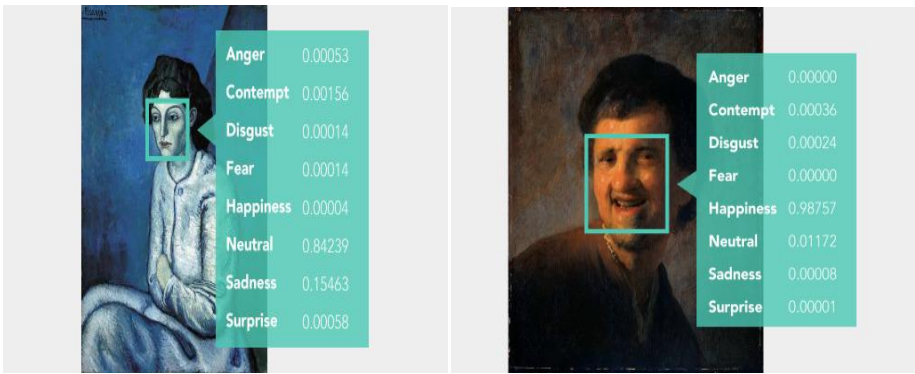 Anger 0.00053
Contempt 0.00156
Disgust 0.00014
Fear 0.00014
Happiness 0.00004
Neutral 0.84239
Sadness 0.15463
Surprise 0.00058
Anger 0.00000
Contempt 0.00036
Disgust 0.00024
Fear 0.00000
Happiness 0.98757
Neutral 0.01172
Sadness 0.00008
Surprise 0.00001